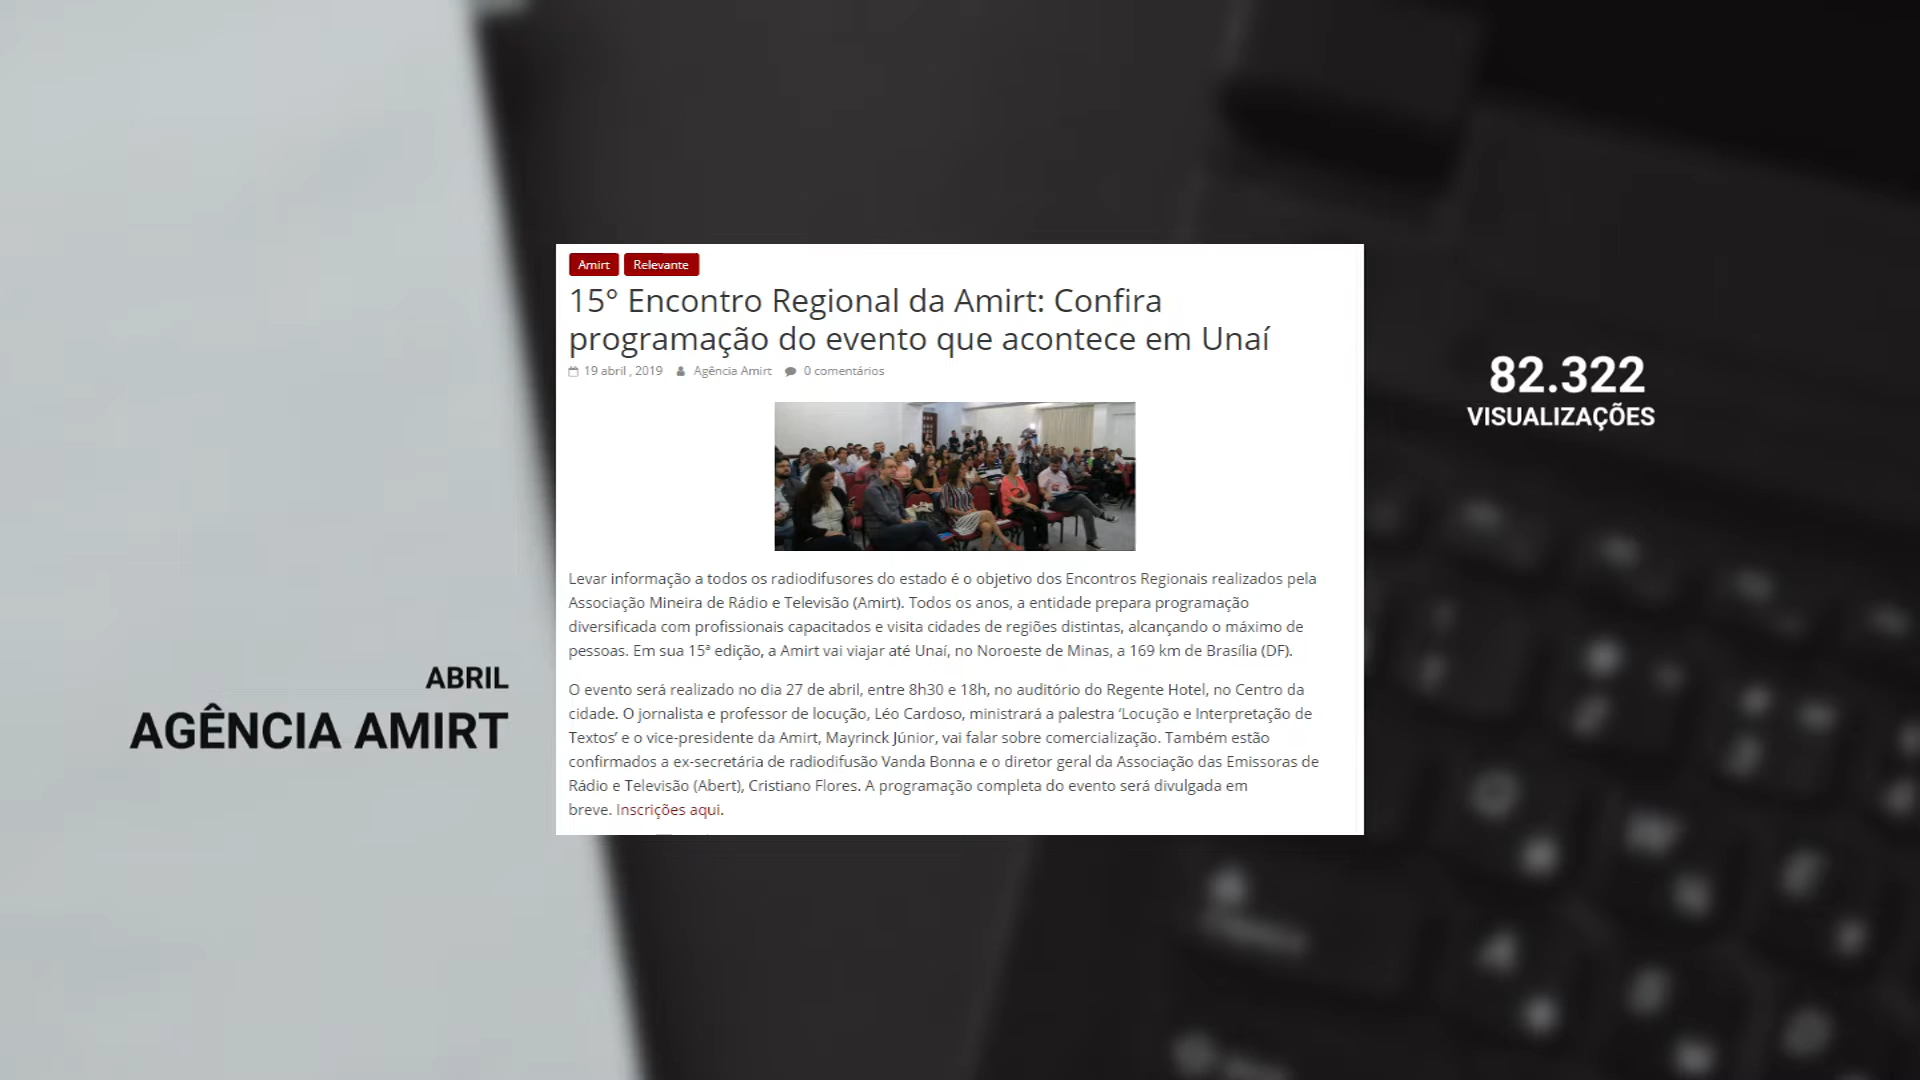 Amirt Relevante
15° Encontro Regional da Amirt: Confira
programação do evento que acontece em Unaí
19 abril , 2019 Agência Amirt 0 comentários
Levar informação a todos os radiodifusores do estado é o objetivo dos Encontros Regionais realizados pela
Associação Mineira de Rádio e Televisão (Amirt). Todos os anos, a entidade prepara programação
diversificada com profissionais capacitados e visita cidades de regiões distintas, alcançando o máximo de
pessoas. Em sua 15ª edição, a Amirt vai viajar até Unaí, no Noroeste de Minas, a 169 km de Brasília (DF).
O evento será realizado no dia 27 de abril, entre 8h30 e 18h, no auditório do Regente Hotel, no Centro da
cidade. O jornalista e professor de locução, Léo Cardoso, ministrará a palestra ‘Locução e Interpretação de
Textos’ e o vice-presidente da Amirt, Mayrinck Júnior, vai falar sobre comercialização. Também estão
confirmados a ex-secretária de radiodifusão Vanda Bonna e o diretor geral da Associação das Emissoras de
Rádio e Televisão (Abert), Cristiano Flores. A programação completa do evento será divulgada em
breve. Inscrições aqui.
82.322
VISUALIZAÇÕES
ABRIL
AGÊNCIA AMIRT